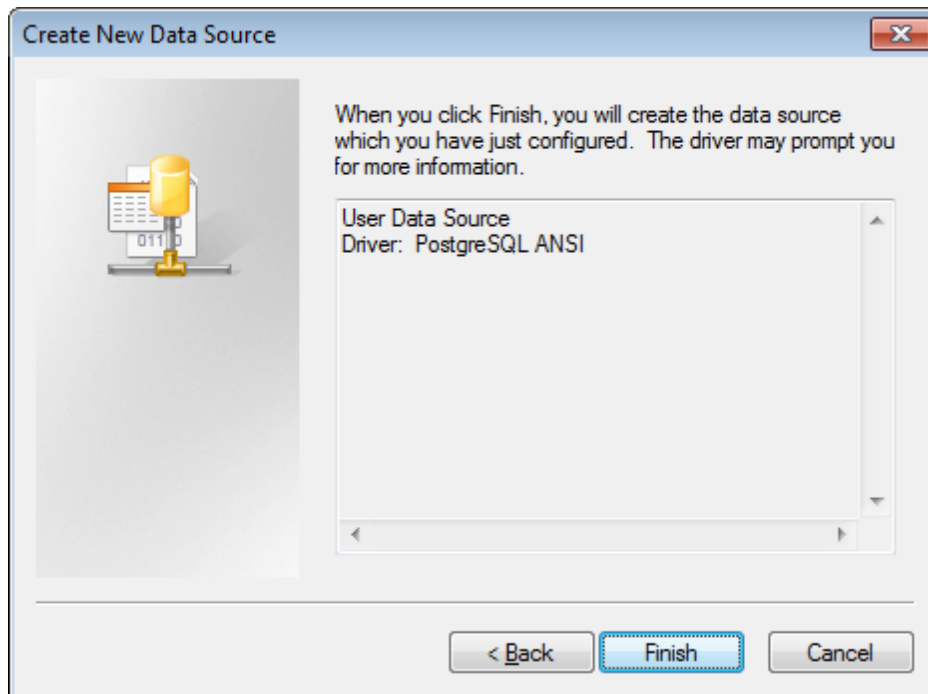 Create New Data Source
When you click Finish, you will create the data source
which you have just configured.  The driver may prompt you
for more information.
User Data Source
Driver:  PostgreSQL ANSI
011
< Back
Finish
Cancel